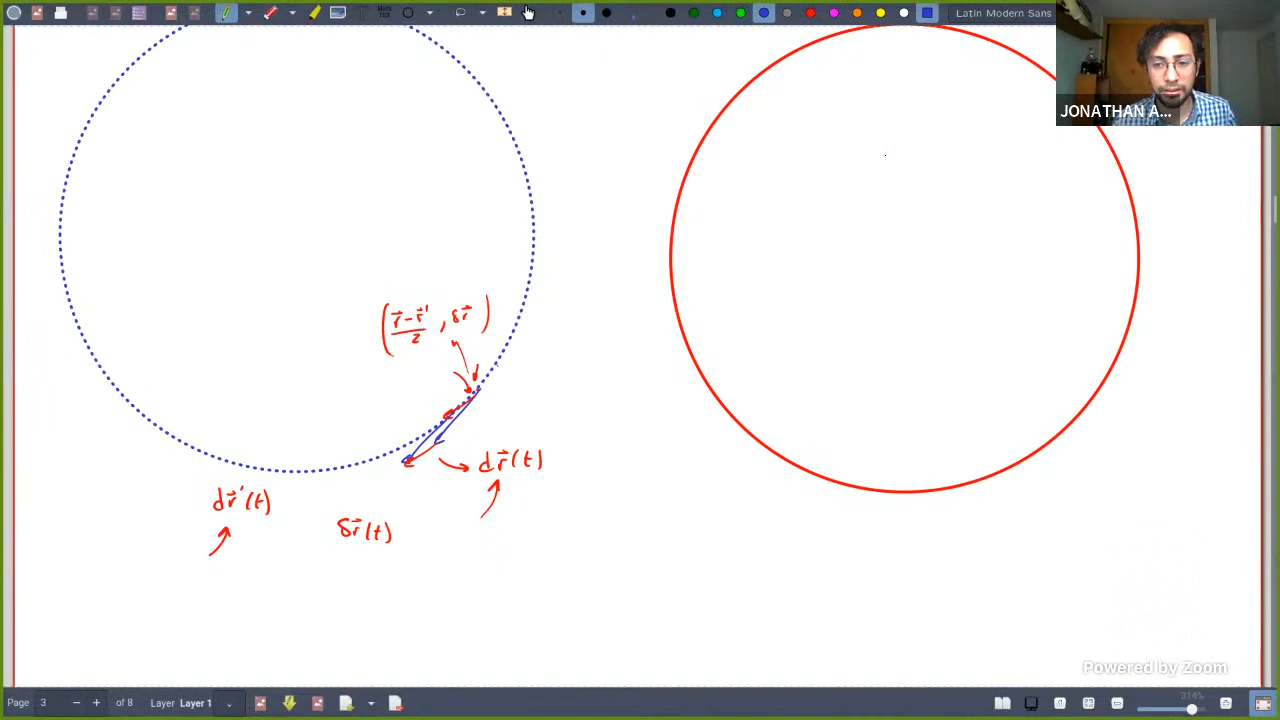 Latin Modern Sans
JONATHAN A...
(r⃗ − r⃗′ / 2 , δr⃗)
dr⃗(t)
dr⃗′(t)
δr⃗(t)
Powered by Zoom
Page 3 − + of 8 Layer Layer 1
314%